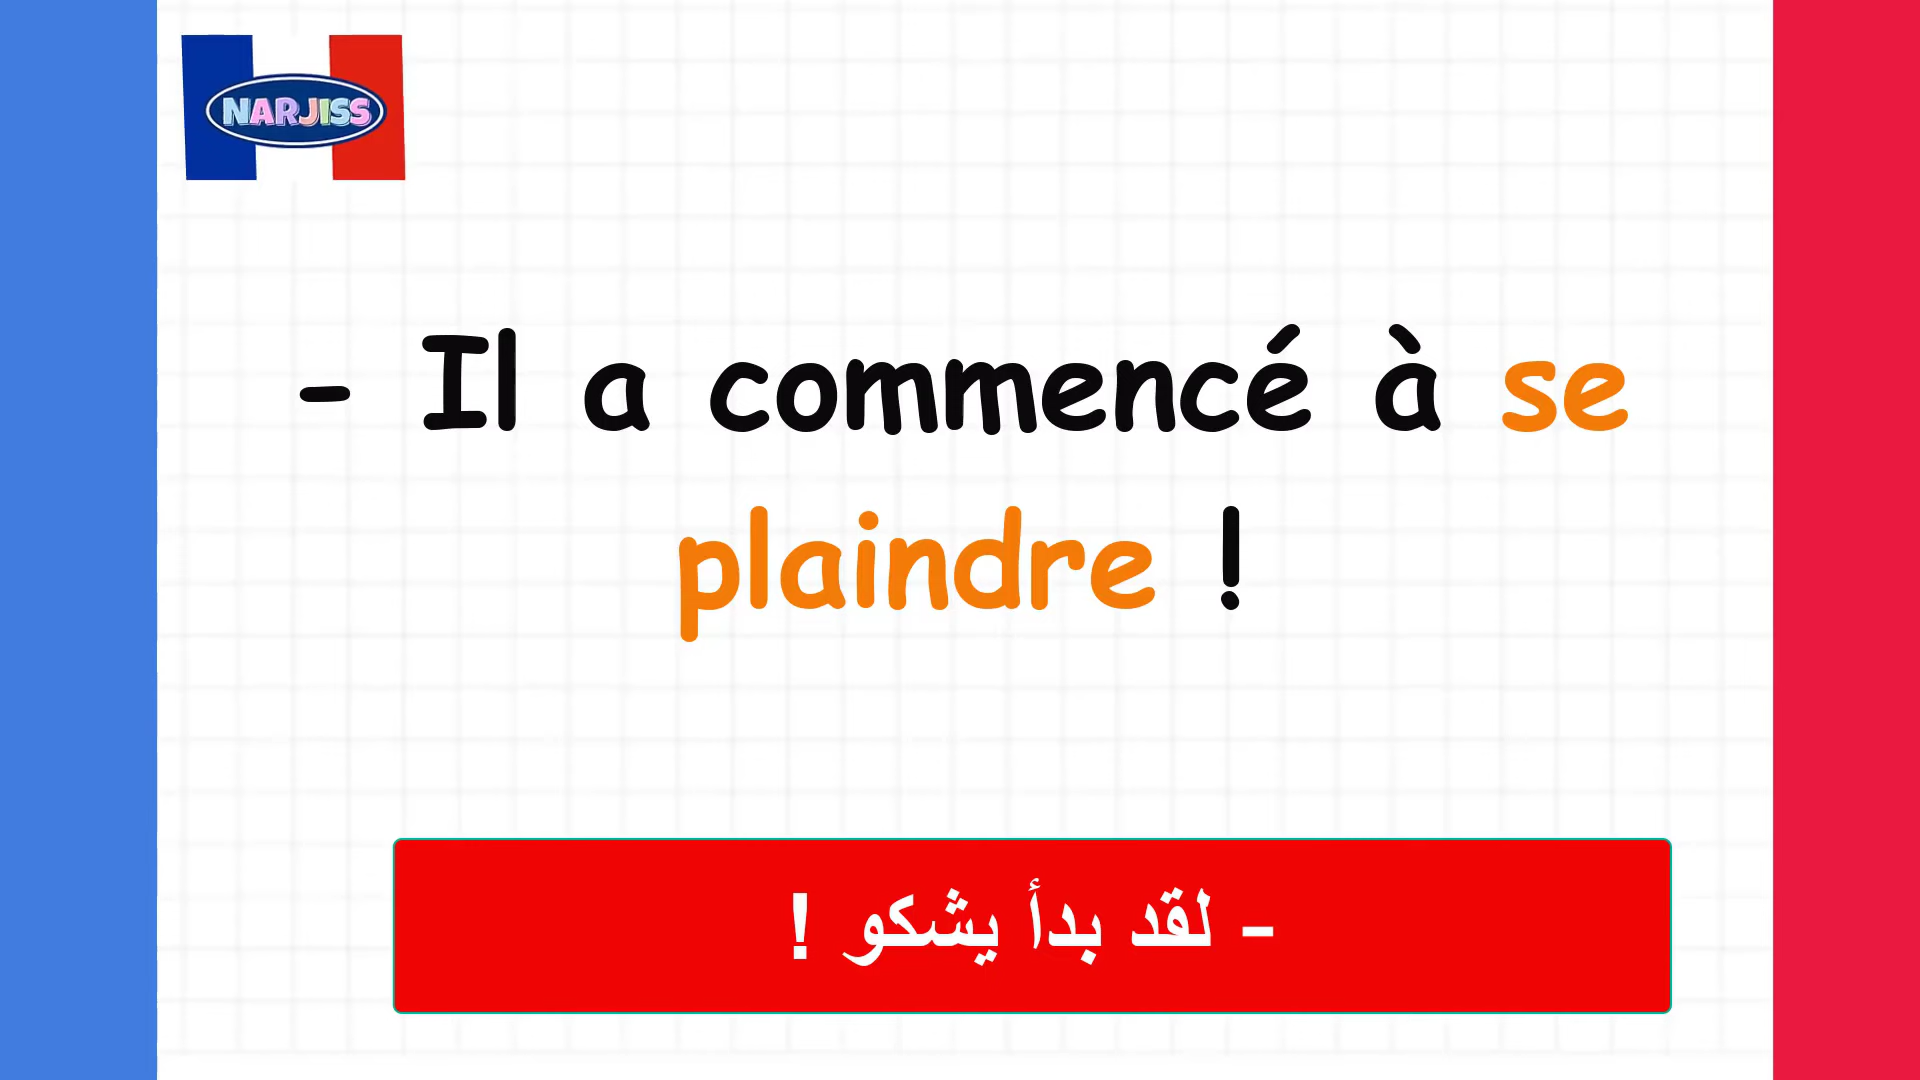 NARJISS
- Il a commencé à se
plaindre !
- لقد بدأ يشكو !